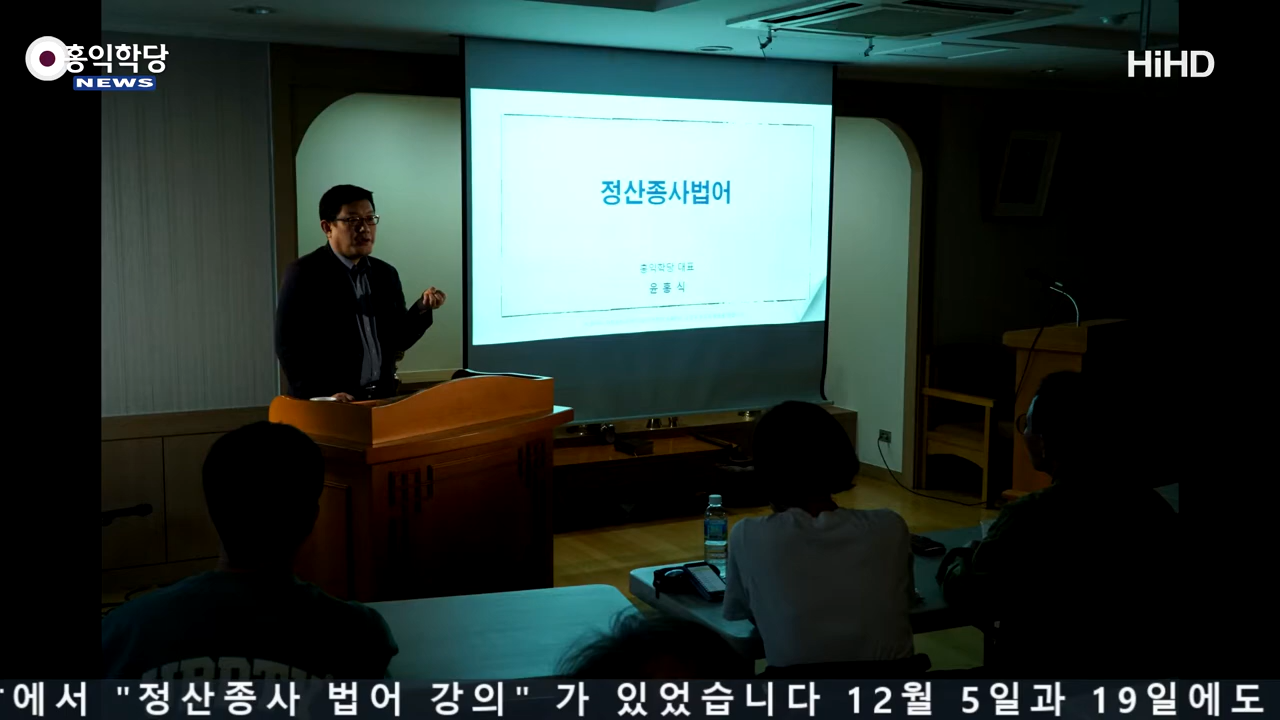 홍익학당
NEWS
HiHD
정산종사법어
홍익학당 대표
윤 홍 식
에서 "정산종사 법어 강의" 가 있었습니다 12월 5일과 19일에도